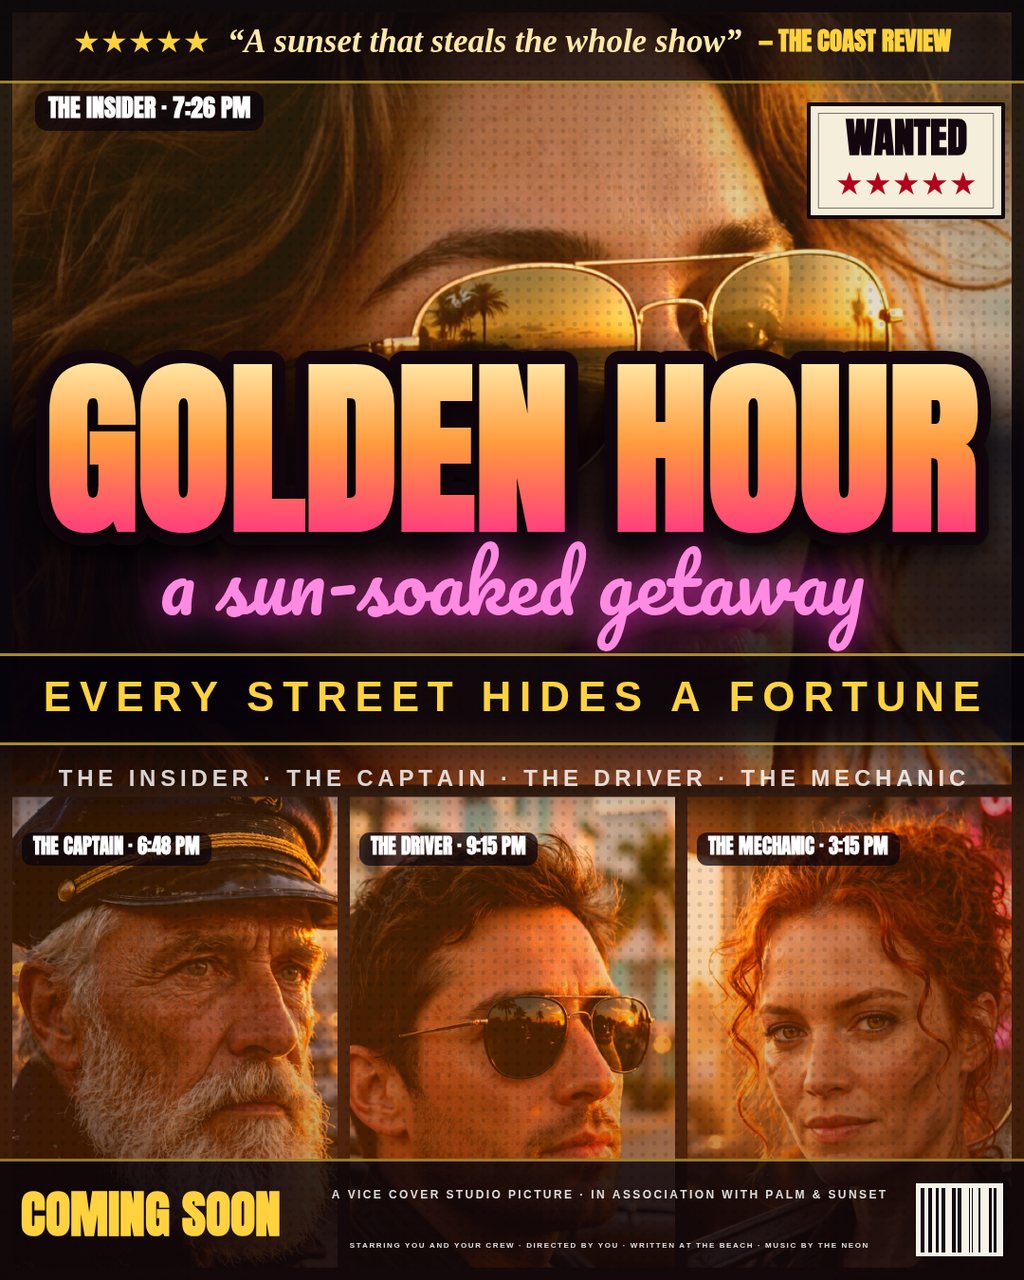 ★★★★★ “A sunset that steals the whole show” – THE COAST REVIEW
THE INSIDER · 7:26 PM
WANTED
★★★★★
GOLDEN HOUR
a sun-soaked getaway
EVERY STREET HIDES A FORTUNE
THE INSIDER · THE CAPTAIN · THE DRIVER · THE MECHANIC
THE CAPTAIN · 6:48 PM
THE DRIVER · 9:15 PM
THE MECHANIC · 3:15 PM
COMING SOON
A VICE COVER STUDIO PICTURE · IN ASSOCIATION WITH PALM & SUNSET
STARRING YOU AND YOUR CREW · DIRECTED BY YOU · WRITTEN AT THE BEACH · MUSIC BY THE NEON